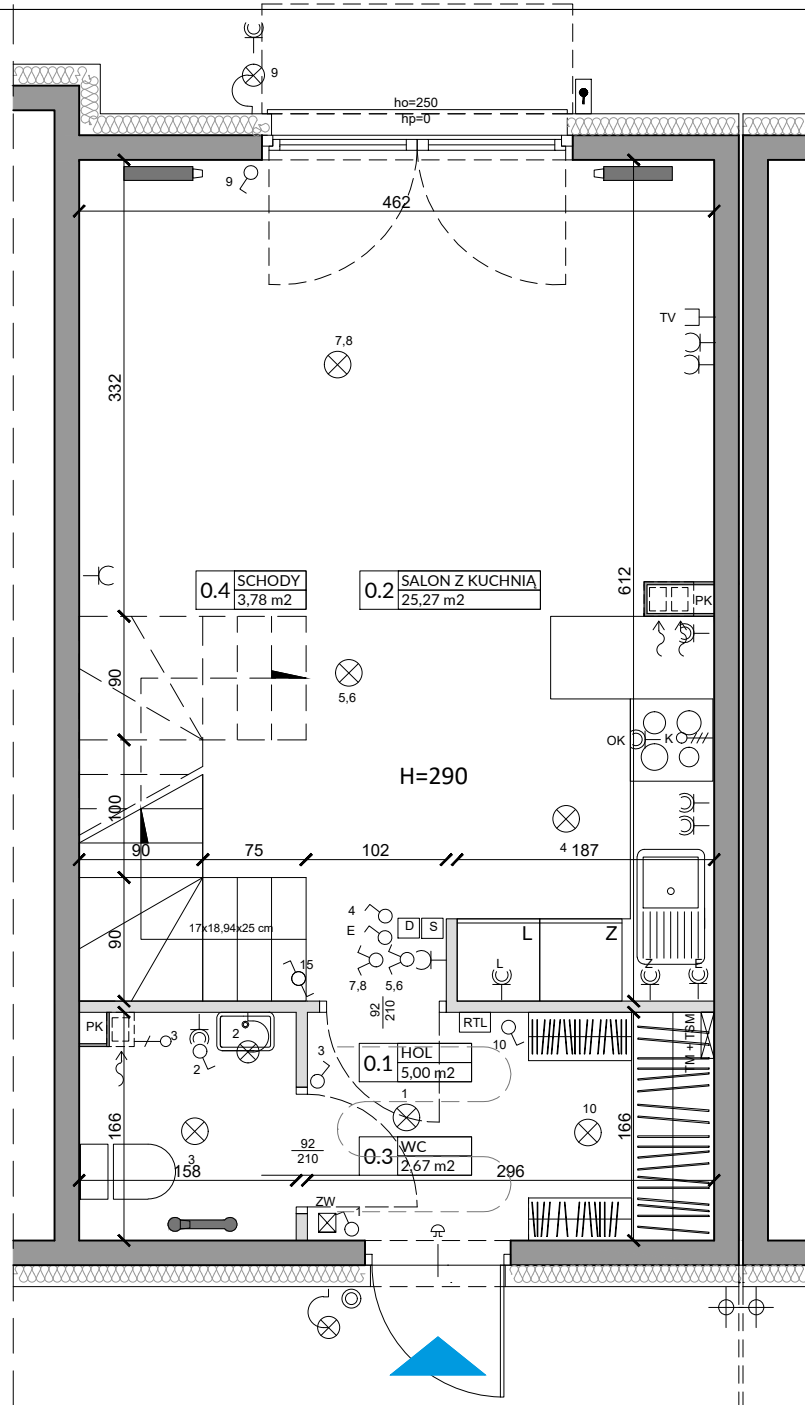 9
ho=250
hp=0
9
462
TV
7,8
332
612
0.4 SCHODY
3,78 m2
0.2 SALON Z KUCHNIĄ
25,27 m2
PK
90
5,6
OK
K
H=290
100
90
75
102
4
187
90
17x18,94x25 cm
4
E
D
S
L
Z
15
7,8
5,6
L
Z
E
92
210
PK
3
2
2
RTL
10
TM + TSM
3
0.1 HOL
5,00 m2
1
10
166
166
92
210
0.3 WC
2,67 m2
3
158
296
ZW
1